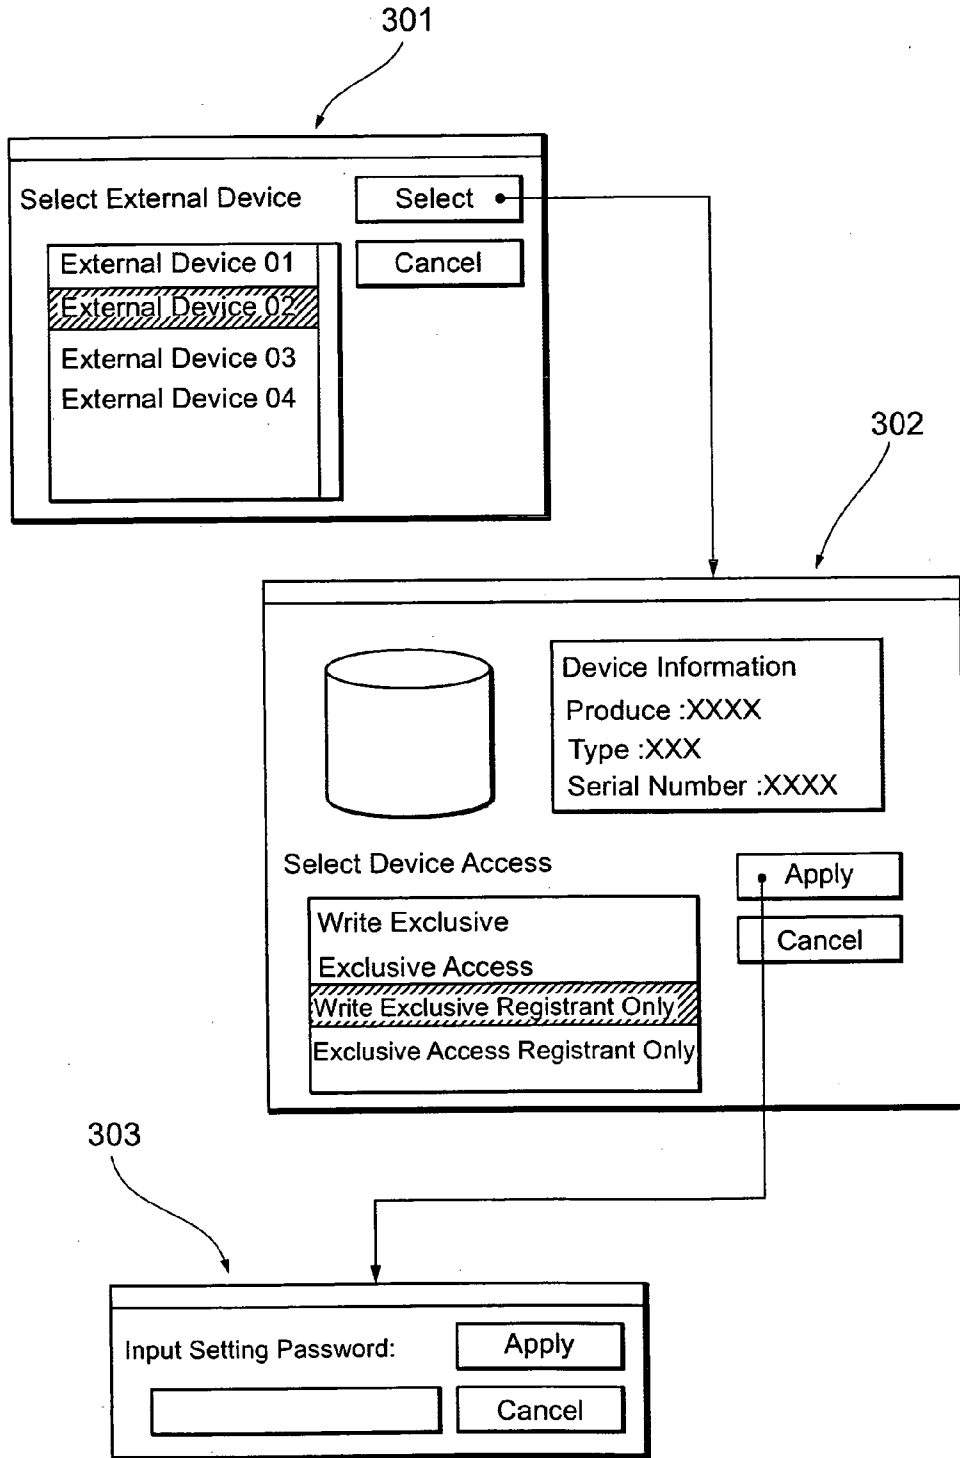 301
Select External Device
Select
External Device 01
Cancel
External Device 02
External Device 03
External Device 04
302
Device Information
Produce :XXXX
Type :XXX
Serial Number :XXXX
Select Device Access
Apply
Write Exclusive
Cancel
Exclusive Access
Write Exclusive Registrant Only
Exclusive Access Registrant Only
303
Input Setting Password:
Apply
Cancel